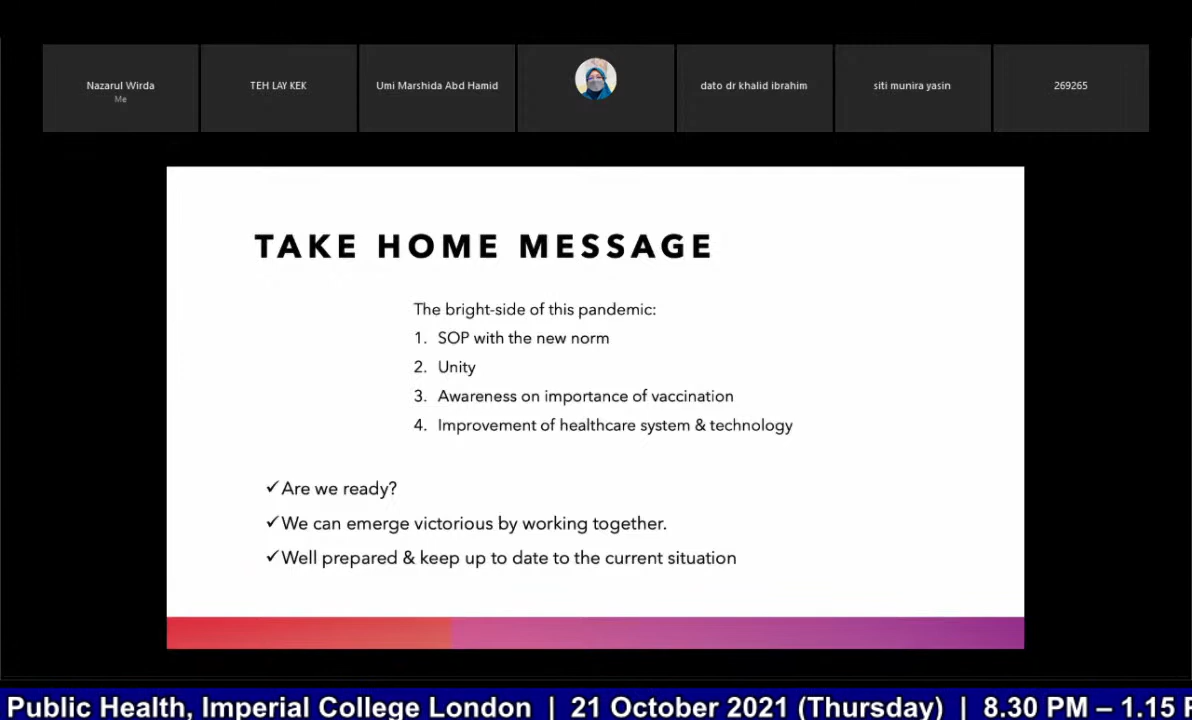 Nazarul Wirda
Me
TEH LAY KEK
Umi Marshida Abd Hamid
dato dr khalid ibrahim
siti munira yasin
269265
TAKE HOME MESSAGE
The bright-side of this pandemic:
1. SOP with the new norm
2. Unity
3. Awareness on importance of vaccination
4. Improvement of healthcare system & technology
✓Are we ready?
✓We can emerge victorious by working together.
✓Well prepared & keep up to date to the current situation
Public Health, Imperial College London | 21 October 2021 (Thursday) | 8.30 PM – 1.15 P